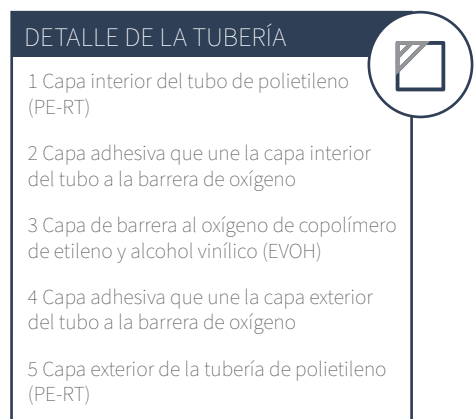 DETALLE DE LA TUBERÍA
1 Capa interior del tubo de polietileno
(PE-RT)
2 Capa adhesiva que une la capa interior
del tubo a la barrera de oxígeno
3 Capa de barrera al oxígeno de copolímero
de etileno y alcohol vinílico (EVOH)
4 Capa adhesiva que une la capa exterior
del tubo a la barrera de oxígeno
5 Capa exterior de la tubería de polietileno
(PE-RT)